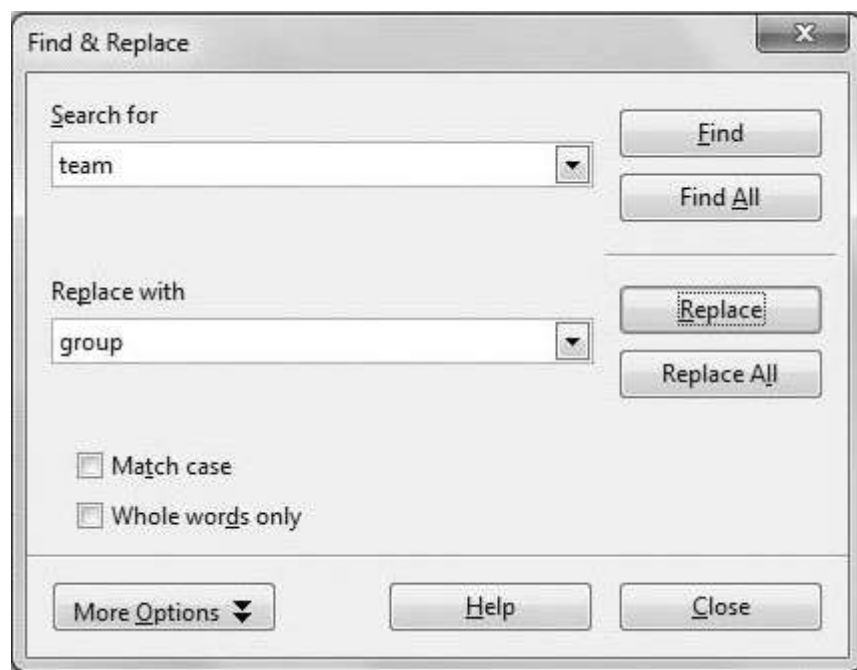 Find & Replace
Search for
team
Find
Find All
Replace with
group
Replace
Replace All
Match case
Whole words only
More Options
Help
Close